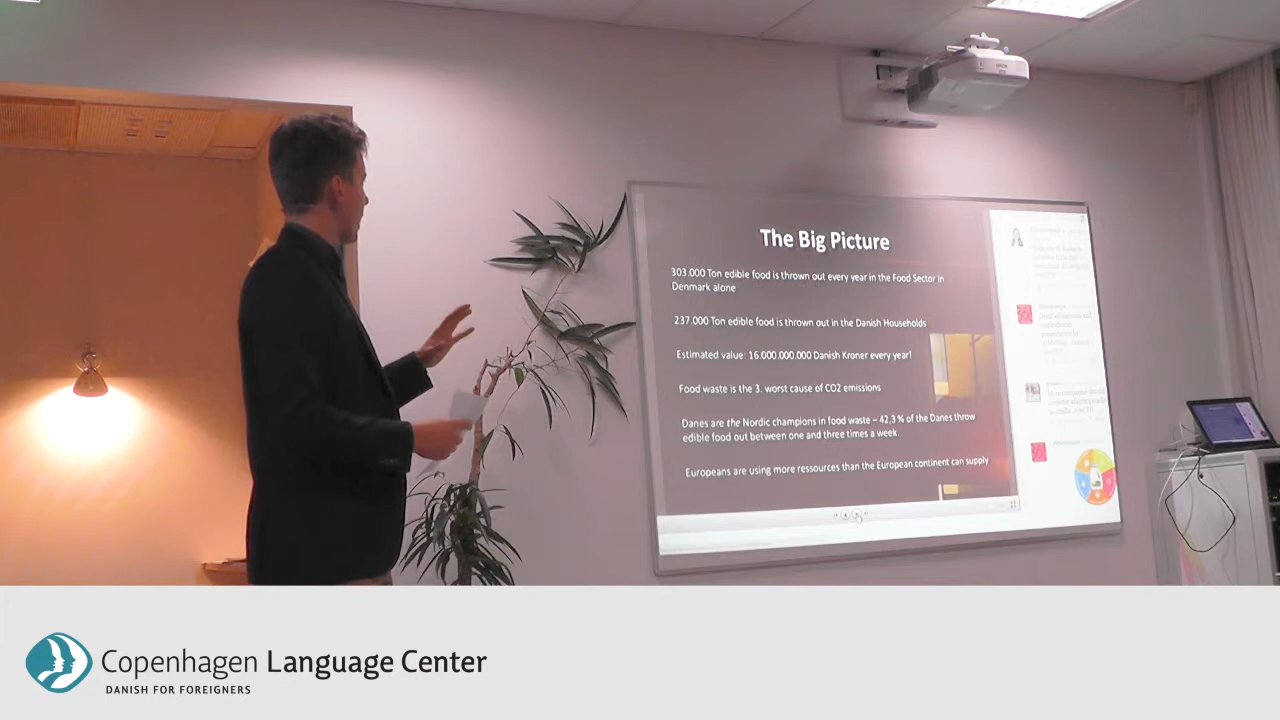 The Big Picture
303.000 Ton edible food is thrown out every year in the Food Sector in
Denmark alone
237.000 Ton edible food is thrown out in the Danish Households
Estimated value: 16.000.000.000 Danish Kroner every year!
Food waste is the 3. worst cause of CO2 emissions
Danes are the Nordic champions in food waste – 42,3 % of the Danes throw
edible food out between one and three times a week.
Europeans are using more ressources than the European continent can supply
Copenhagen Language Center
DANISH FOR FOREIGNERS